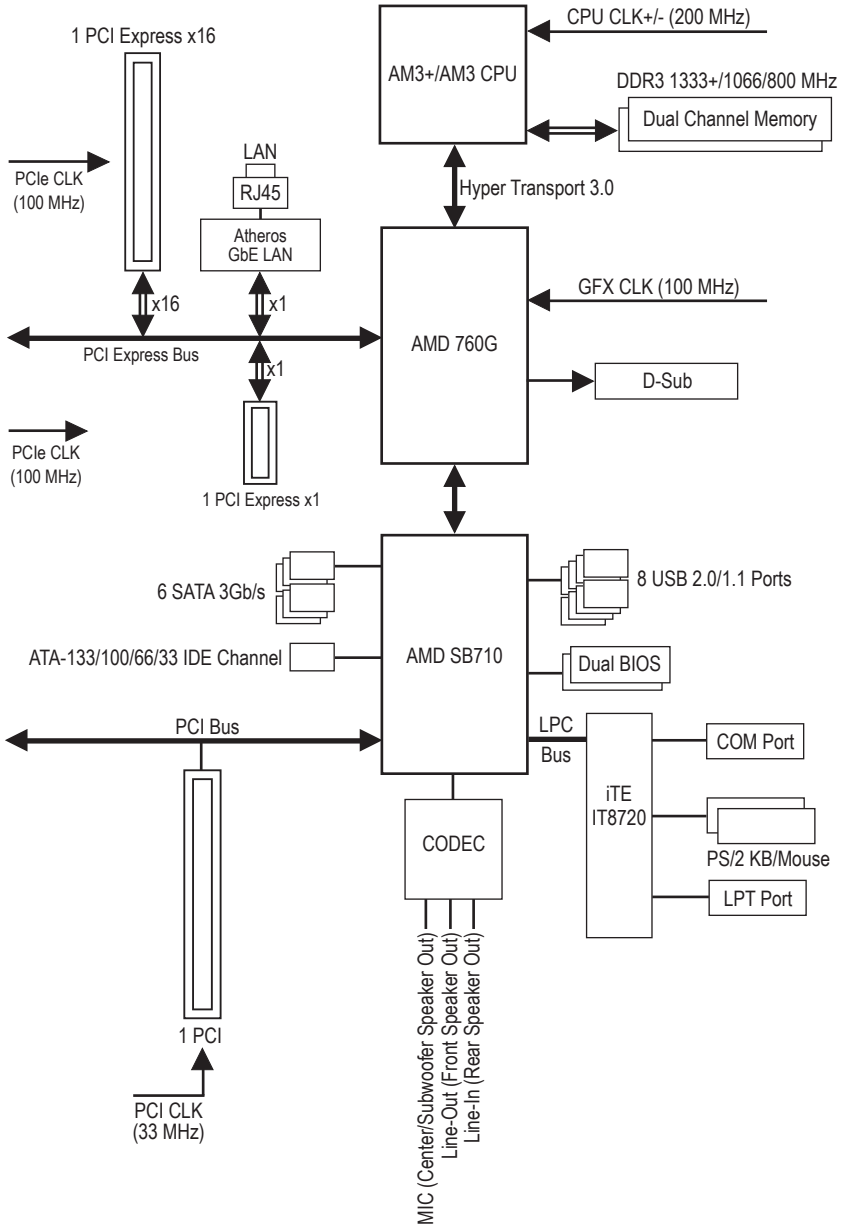 1 PCI Express x16
CPU CLK+/- (200 MHz)
AM3+/AM3 CPU
DDR3 1333+/1066/800 MHz
Dual Channel Memory
LAN
RJ45
PCIe CLK
(100 MHz)
Hyper Transport 3.0
Atheros
GbE LAN
x16
x1
GFX CLK (100 MHz)
PCI Express Bus
AMD 760G
x1
D-Sub
PCIe CLK
(100 MHz)
1 PCI Express x1
6 SATA 3Gb/s
8 USB 2.0/1.1 Ports
ATA-133/100/66/33 IDE Channel
AMD SB710
Dual BIOS
PCI Bus
LPC
Bus
COM Port
iTE
IT8720
CODEC
PS/2 KB/Mouse
LPT Port
MIC (Center/Subwoofer Speaker Out)
Line-Out (Front Speaker Out)
Line-In (Rear Speaker Out)
1 PCI
PCI CLK
(33 MHz)